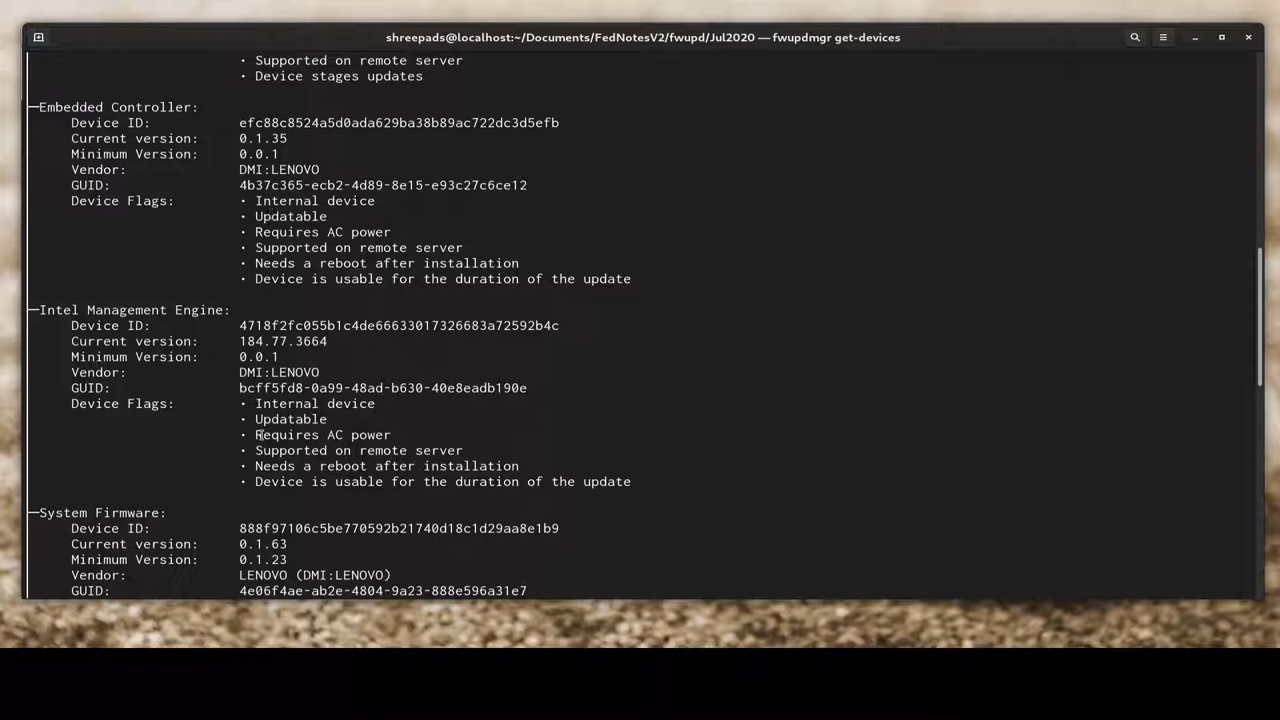 shreepads@localhost:~/Documents/FedNotesV2/fwupd/Jul2020 — fwupdmgr get-devices
• Supported on remote server
• Device stages updates
Embedded Controller:
Device ID: efc88c8524a5d0ada629ba38b89ac722dc3d5efb
Current version: 0.1.35
Minimum Version: 0.0.1
Vendor: DMI:LENOVO
GUID: 4b37c365-ecb2-4d89-8e15-e93c27c6ce12
Device Flags: • Internal device
• Updatable
• Requires AC power
• Supported on remote server
• Needs a reboot after installation
• Device is usable for the duration of the update
Intel Management Engine:
Device ID: 4718f2fc055b1c4de66633017326683a72592b4c
Current version: 184.77.3664
Minimum Version: 0.0.1
Vendor: DMI:LENOVO
GUID: bcff5fd8-0a99-48ad-b630-40e8eadb190e
Device Flags: • Internal device
• Updatable
• Requires AC power
• Supported on remote server
• Needs a reboot after installation
• Device is usable for the duration of the update
System Firmware:
Device ID: 888f97106c5be770592b21740d18c1d29aa8e1b9
Current version: 0.1.63
Minimum Version: 0.1.23
Vendor: LENOVO (DMI:LENOVO)
GUID: 4e06f4ae-ab2e-4804-9a23-888e596a31e7